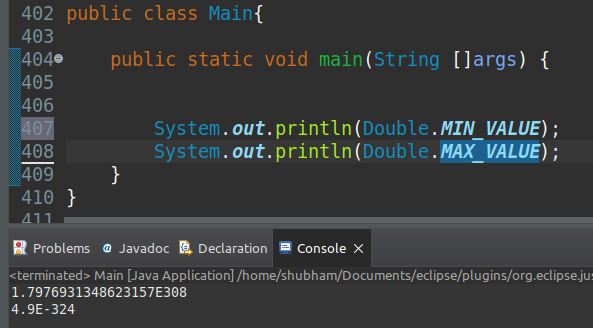 402 public class Main{
403
404 public static void main(String []args) {
405
406
407 System.out.println(Double.MIN_VALUE);
408 System.out.println(Double.MAX_VALUE);
409 }
410 }
411
Problems @ Javadoc Declaration Console
<terminated> Main [Java Application] /home/shubham/Documents/eclipse/plugins/org.eclipse.jus
1.7976931348623157E308
4.9E-324